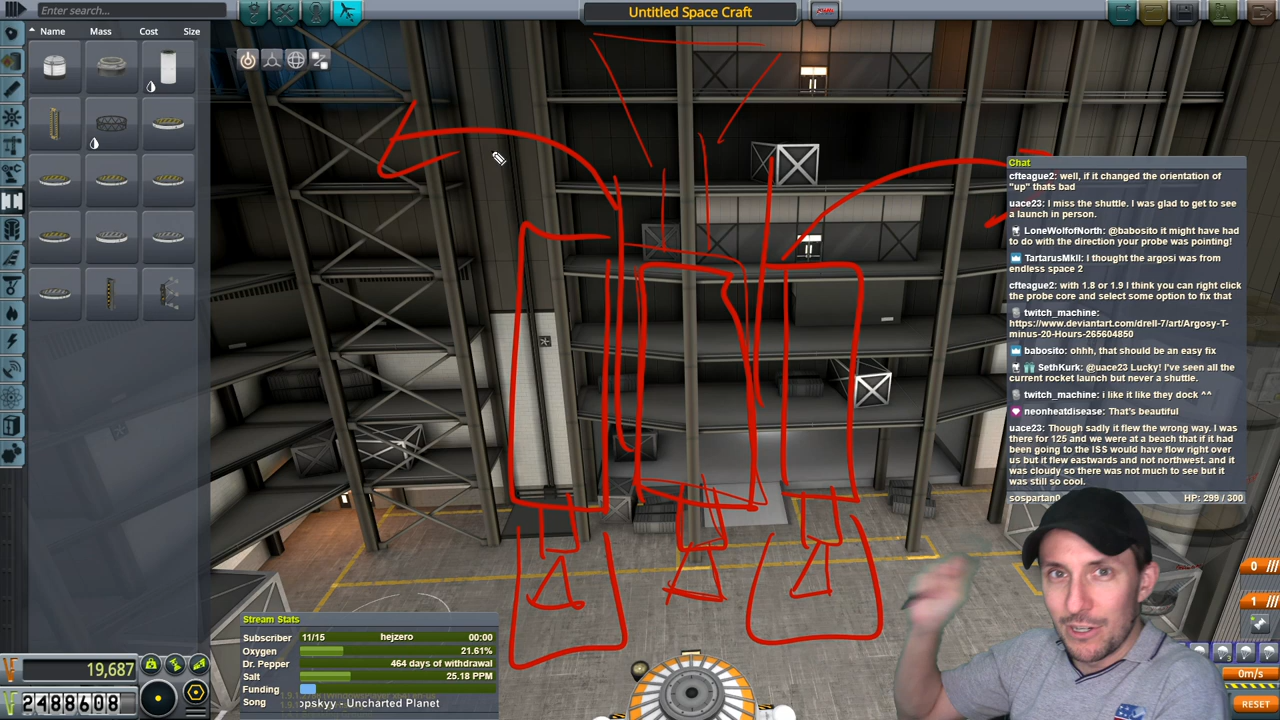 Enter search...
Untitled Space Craft
Name Mass Cost Size
Chat
cfteague2: well, if it changed the orientation of
"up" thats bad
uace23: I miss the shuttle. I was glad to get to see
a launch in person.
LoneWolfofNorth: @babosito it might have had
to do with the direction your probe was pointing!
TartarusMkII: I thought the argosi was from
endless space 2
cfteague2: with 1.8 or 1.9 I think you can right click
the probe core and select some option to fix that
twitch_machine:
https://www.deviantart.com/drell-7/art/Argosy-T-
minus-20-Hours-265604850
babosito: ohhh, that should be an easy fix
SethKurk: @uace23 Lucky! I've seen all the
current rocket launch but never a shuttle.
twitch_machine: i like it like they dock ^^
neonheatdisease: That's beautiful
uace23: Though sadly it flew the wrong way. I was
there for 125 and we were at a beach that if it had
been going to the ISS would have flow right over
us but it flew eastwards and not northwest. and it
was cloudy so there was not much to see but it
was still so cool.
sospartan0 HP: 299 / 300
Stream Stats
Subscriber 11/15 hejzero 00:00
Oxygen 21.61%
Dr. Pepper 464 days of withdrawal
Salt 25.18 PPM
Funding
Song opskyy - Uncharted Planet
19,687
2488608
0
1
3
0m/s
RESET